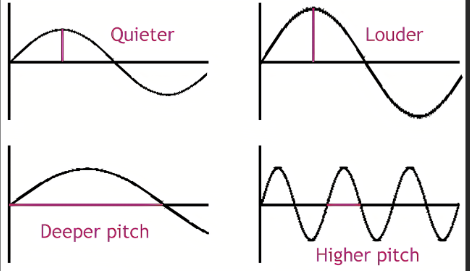 Quieter
Louder
Deeper pitch
Higher pitch